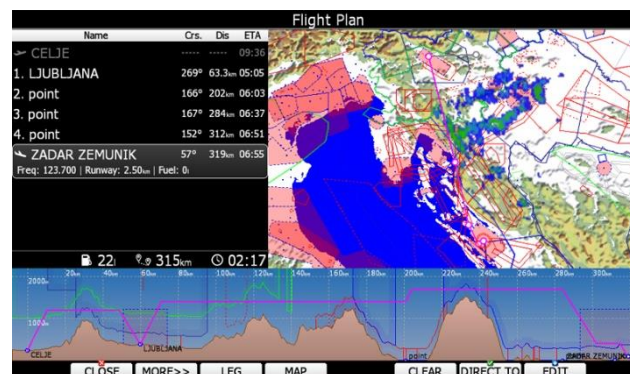 Flight Plan
Name Crs. Dis ETA
CELJE ----- ----- 09:36
1. LJUBLJANA 269° 63.3km 05:05
2. point 166° 202km 06:03
3. point 167° 284km 06:37
4. point 152° 312km 06:51
ZADAR ZEMUNIK 57° 319km 06:55
Freq: 123.700 | Runway: 2.50km | Fuel: 0l
22l 315km 02:17
20km 40km 60km 80km 100km 120km 140km 160km 180km 200km 220km 240km 260km 280km 300km
2000m
1000m
CELJE LJUBLJANA point ZADAR ZEMUNIK
CLOSE MORE>> LEG MAP CLEAR DIRECT TO EDIT